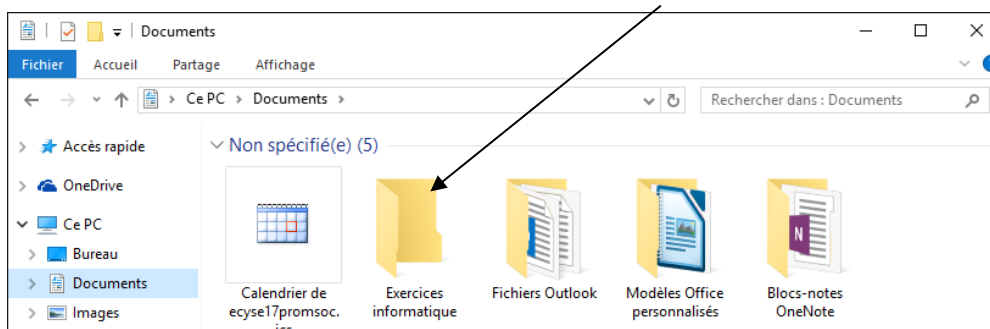 Documents
Fichier Accueil Partage Affichage
Ce PC > Documents > Rechercher dans : Documents
Accès rapide
OneDrive
Ce PC
Bureau
Documents
Images
Non spécifié(e) (5)
Calendrier de
ecyse17promsoc.
Exercices
informatique
Fichiers Outlook
Modèles Office
personnalisés
Blocs-notes
OneNote